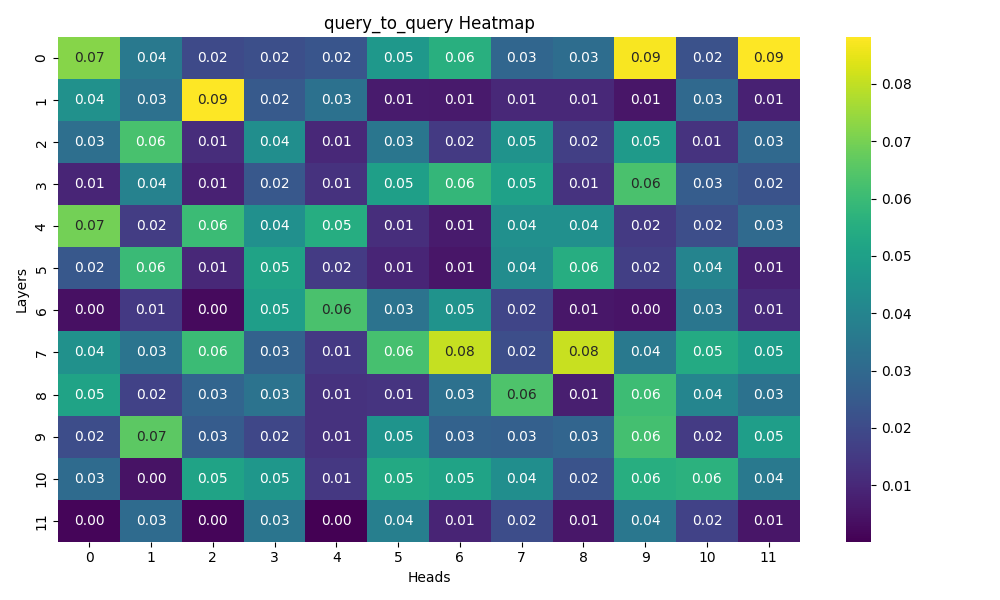 query_to_query Heatmap
0 0.07 0.04 0.02 0.02 0.02 0.05 0.06 0.03 0.03 0.09 0.02 0.09
1 0.04 0.03 0.09 0.02 0.03 0.01 0.01 0.01 0.01 0.01 0.03 0.01
2 0.03 0.06 0.01 0.04 0.01 0.03 0.02 0.05 0.02 0.05 0.01 0.03
3 0.01 0.04 0.01 0.02 0.01 0.05 0.06 0.05 0.01 0.06 0.03 0.02
4 0.07 0.02 0.06 0.04 0.05 0.01 0.01 0.04 0.04 0.02 0.02 0.03
5 0.02 0.06 0.01 0.05 0.02 0.01 0.01 0.04 0.06 0.02 0.04 0.01
6 0.00 0.01 0.00 0.05 0.06 0.03 0.05 0.02 0.01 0.00 0.03 0.01
7 0.04 0.03 0.06 0.03 0.01 0.06 0.08 0.02 0.08 0.04 0.05 0.05
8 0.05 0.02 0.03 0.03 0.01 0.01 0.03 0.06 0.01 0.06 0.04 0.03
9 0.02 0.07 0.03 0.02 0.01 0.05 0.03 0.03 0.03 0.06 0.02 0.05
10 0.03 0.00 0.05 0.05 0.01 0.05 0.05 0.04 0.02 0.06 0.06 0.04
11 0.00 0.03 0.00 0.03 0.00 0.04 0.01 0.02 0.01 0.04 0.02 0.01
0 1 2 3 4 5 6 7 8 9 10 11
Heads
Layers
0.08
0.07
0.06
0.05
0.04
0.03
0.02
0.01